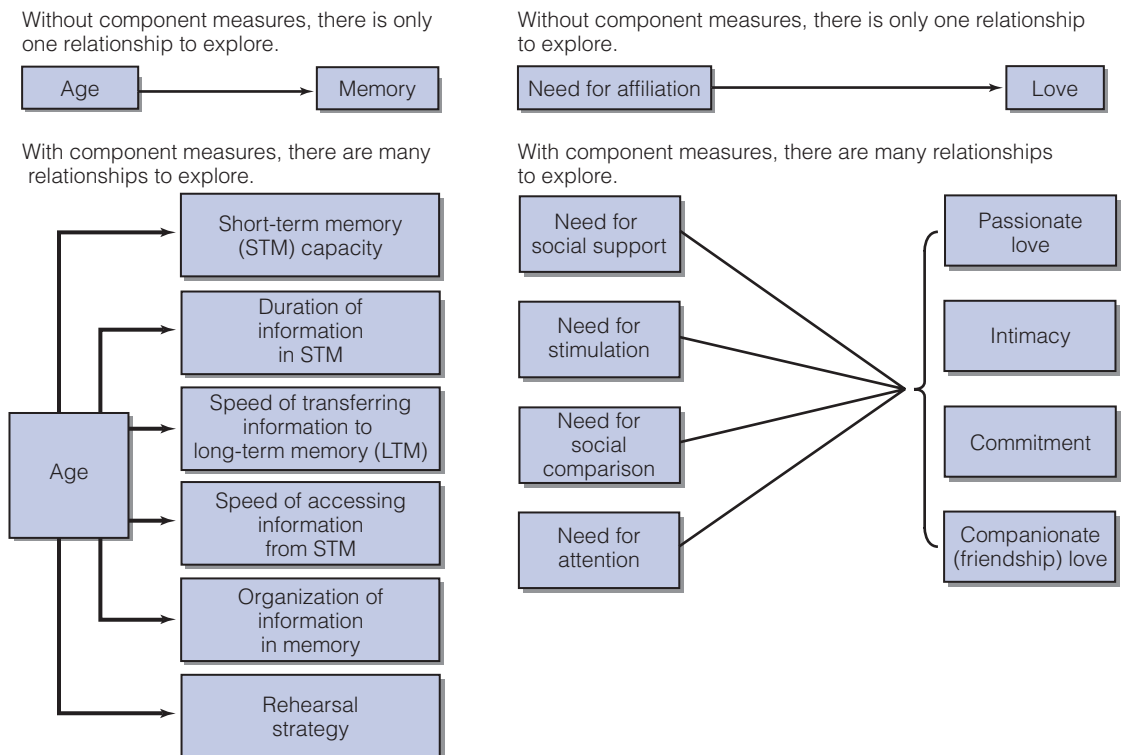 Without component measures, there is only
one relationship to explore.
Age
Memory
With component measures, there are many
relationships to explore.
Short-term memory
(STM) capacity
Duration of
information
in STM
Speed of transferring
information to
long-term memory (LTM)
Age
Speed of accessing
information
from STM
Organization of
information
in memory
Rehearsal
strategy
Without component measures, there is only one relationship
to explore.
Need for affiliation
Love
With component measures, there are many relationships
to explore.
Need for
social support
Need for
stimulation
Need for
social
comparison
Need for
attention
Passionate
love
Intimacy
Commitment
Companionate
(friendship) love